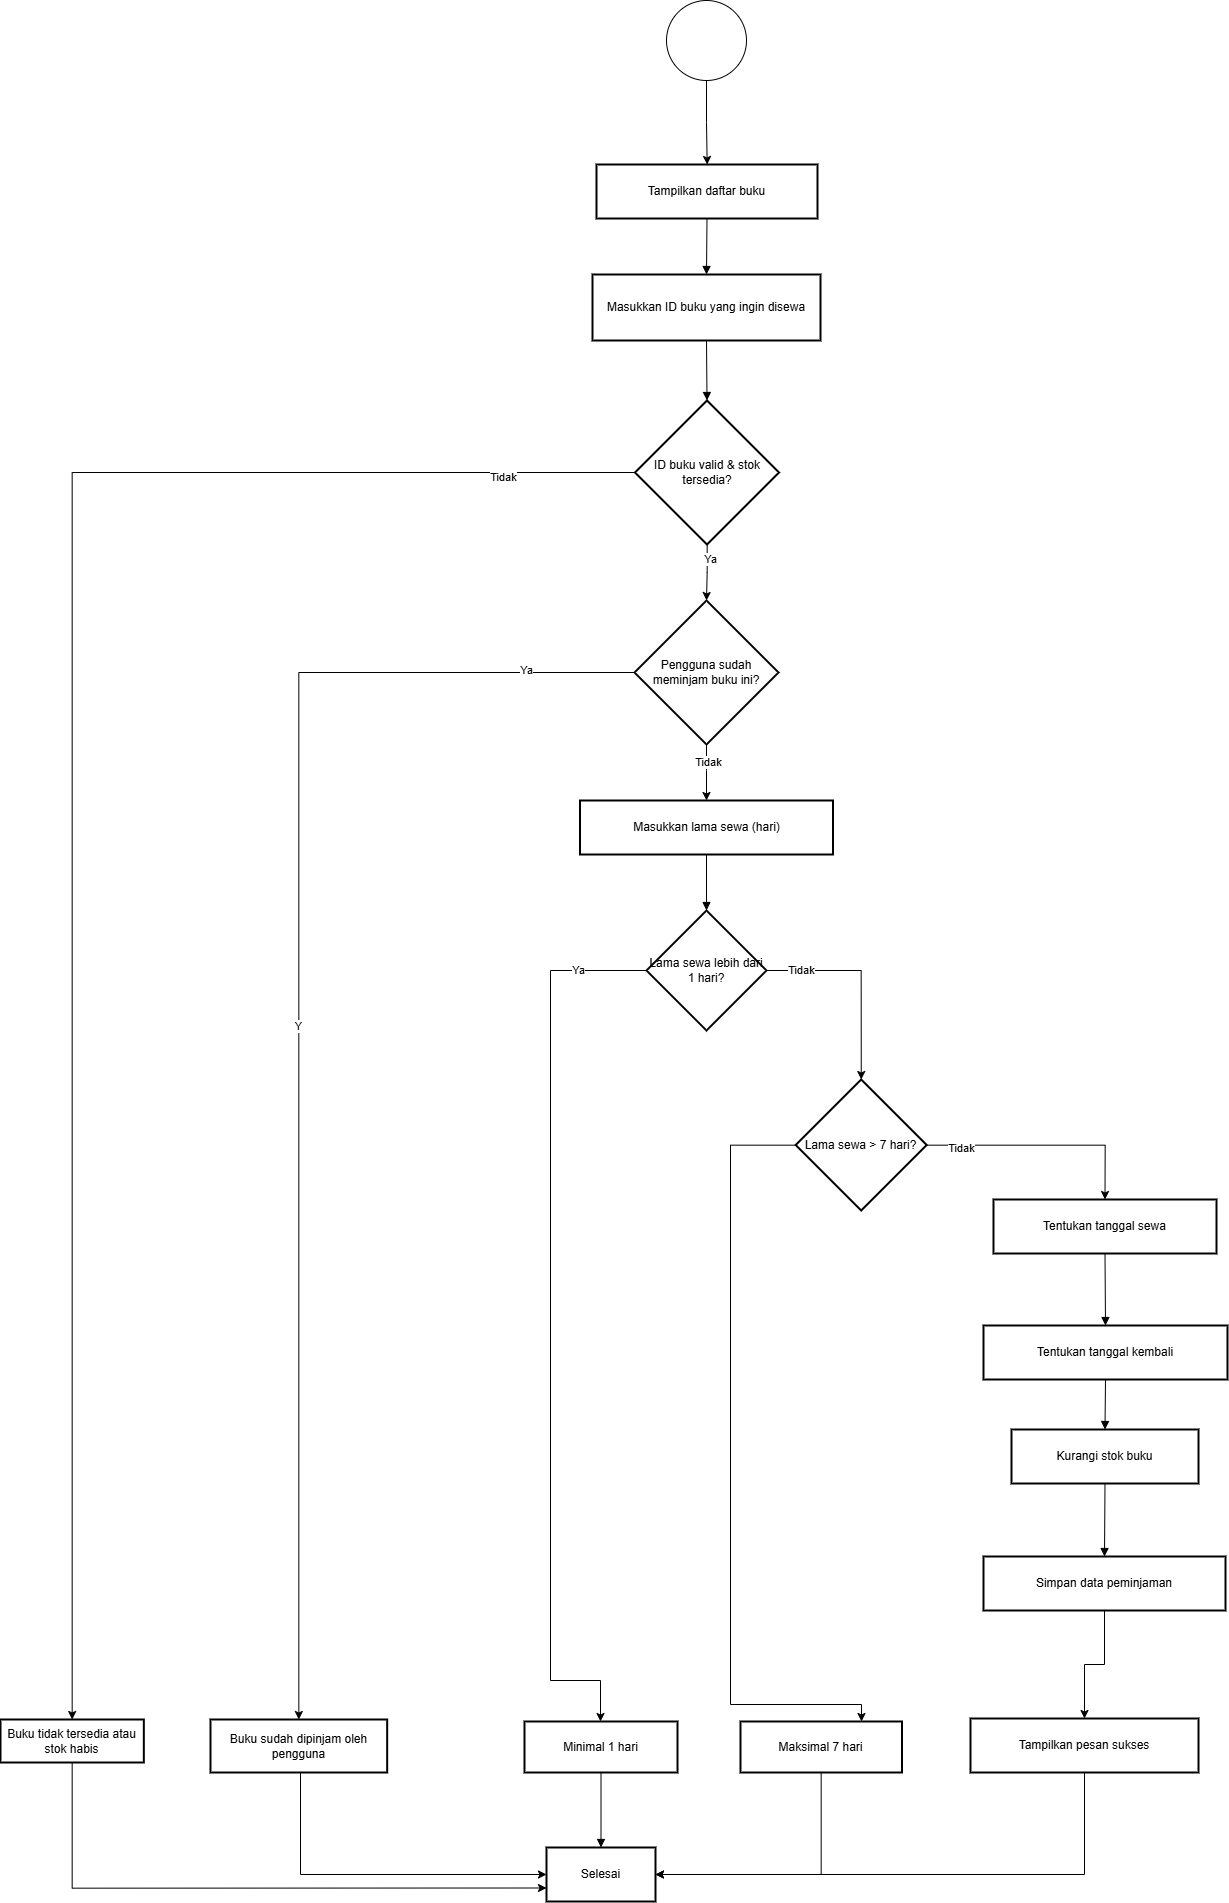 Tampilkan daftar buku
Masukkan ID buku yang ingin disewa
ID buku valid & stok
tersedia?
Tidak
Ya
Pengguna sudah
meminjam buku ini?
Ya
Tidak
Masukkan lama sewa (hari)
Lama sewa lebih dari
1 hari?
Ya
Tidak
Y
Lama sewa > 7 hari?
Tidak
Tentukan tanggal sewa
Tentukan tanggal kembali
Kurangi stok buku
Simpan data peminjaman
Buku tidak tersedia atau
stok habis
Buku sudah dipinjam oleh
pengguna
Minimal 1 hari
Maksimal 7 hari
Tampilkan pesan sukses
Selesai